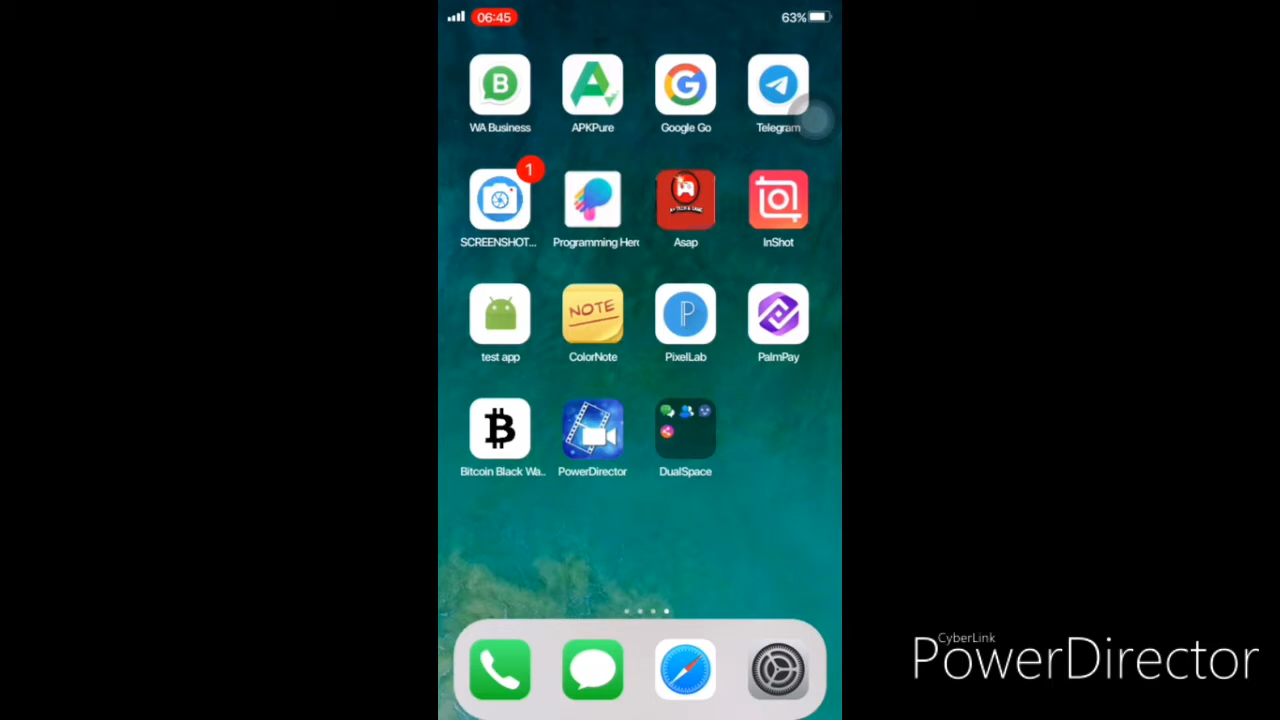 06:45
63%
WA Business
APKPure
Google Go
Telegram
1
SCREENSHOT...
Programming Herc
Asap
InShot
NOTE
test app
ColorNote
PixelLab
PalmPay
Bitcoin Black Wa..
PowerDirector
DualSpace
CyberLink
PowerDirector